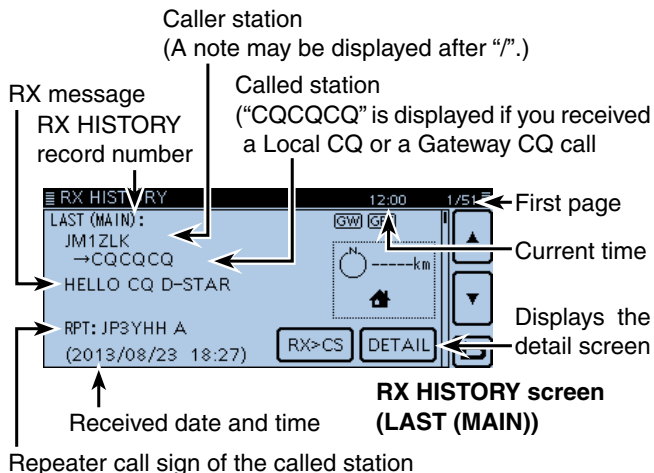 Caller station
(A note may be displayed after “/”.)
Called station
(“CQCQCQ” is displayed if you received
a Local CQ or a Gateway CQ call
RX message
RX HISTORY
record number
RX HISTORY 12:00 1/51
First page
LAST (MAIN): GW
JM1ZLK
→CQCQCQ
N -----km
Current time
HELLO CQ D-STAR
RPT: JP3YHH A
(2013/08/23 18:27)
RX>CS DETAIL
Displays the
detail screen
RX HISTORY screen
(LAST (MAIN))
Received date and time
Repeater call sign of the called station